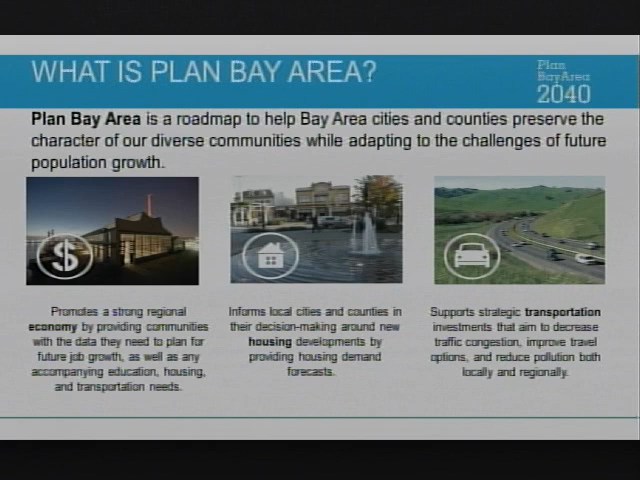 WHAT IS PLAN BAY AREA?
Plan
BayArea
2040
Plan Bay Area is a roadmap to help Bay Area cities and counties preserve the
character of our diverse communities while adapting to the challenges of future
population growth.
$
Promotes a strong regional
economy by providing communities
with the data they need to plan for
future job growth, as well as any
accompanying education, housing,
and transportation needs.
Informs local cities and counties in
their decision-making around new
housing developments by
providing housing demand
forecasts.
Supports strategic transportation
investments that aim to decrease
traffic congestion, improve travel
options, and reduce pollution both
locally and regionally.